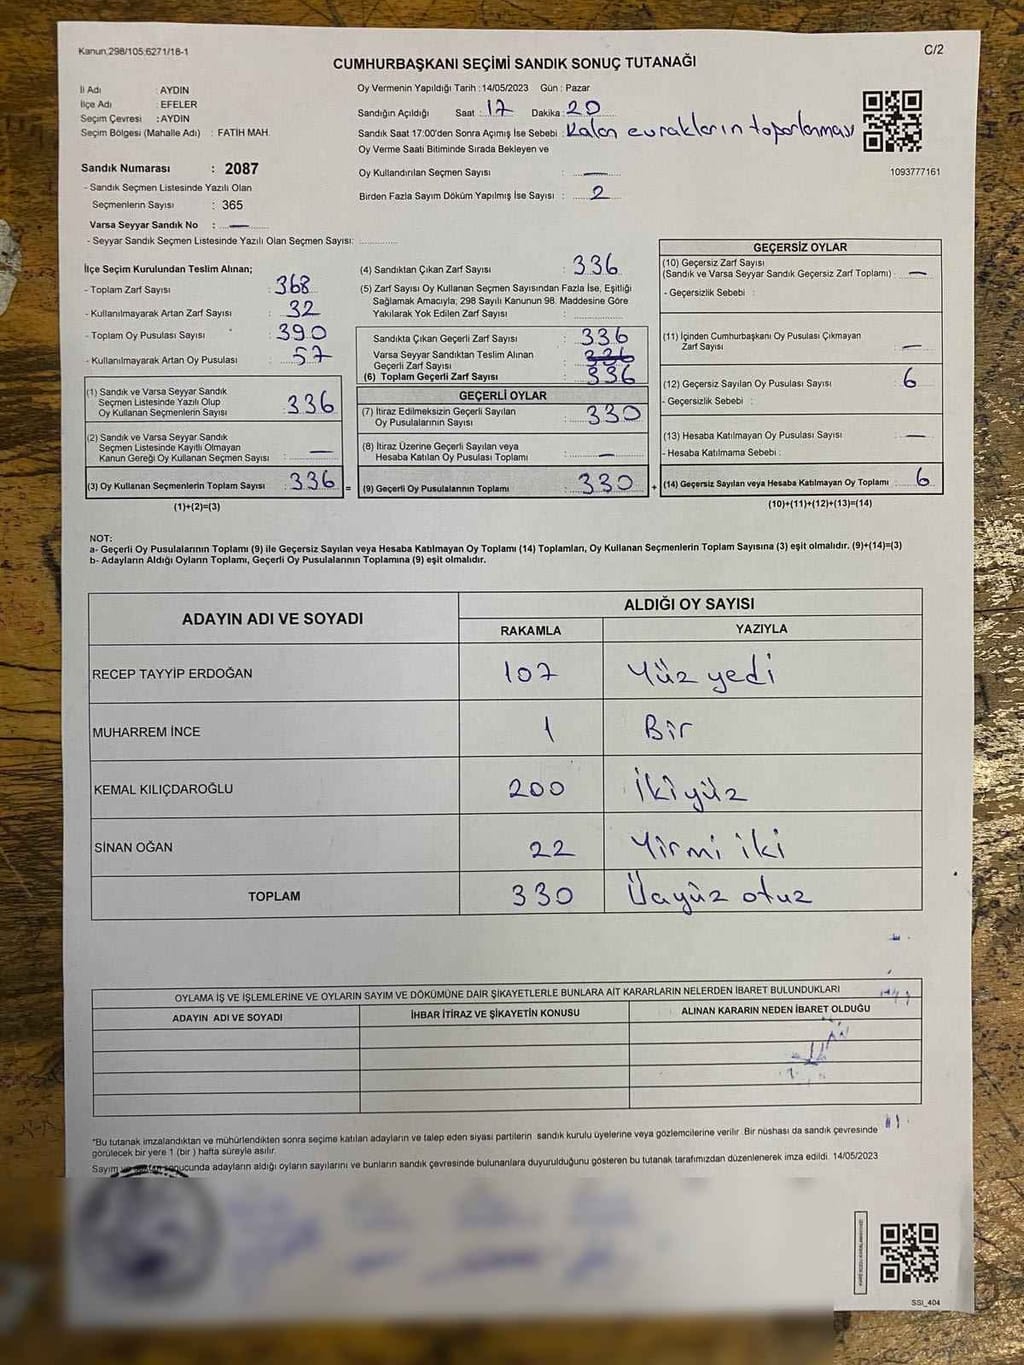 Kanun.298/105;6271/18-1
C/2
CUMHURBAŞKANI SEÇİMİ SANDIK SONUÇ TUTANAĞI
İl Adı : AYDIN
İlçe Adı : EFELER
Seçim Çevresi : AYDIN
Seçim Bölgesi (Mahalle Adı) : FATİH MAH.
Oy Vermenin Yapıldığı Tarih : 14/05/2023 Gün : Pazar
Sandığın Açıldığı Saat : 17 Dakika : 20
Sandık Saat 17:00'den Sonra Açımış İse Sebebi : Kalan evrakların toparlanması
Oy Verme Saati Bitiminde Sırada Bekleyen ve
Oy Kullandırılan Seçmen Sayısı : —
Birden Fazla Sayım Döküm Yapılmış İse Sayısı : 2
1093777161
Sandık Numarası : 2087
- Sandık Seçmen Listesinde Yazılı Olan
Seçmenlerin Sayısı : 365
Varsa Seyyar Sandık No : —
- Seyyar Sandık Seçmen Listesinde Yazılı Olan Seçmen Sayısı:
İlçe Seçim Kurulundan Teslim Alınan;
- Toplam Zarf Sayısı : 368
- Kullanılmayarak Artan Zarf Sayısı : 32
- Toplam Oy Pusulası Sayısı : 390
- Kullanılmayarak Artan Oy Pusulası : 57
(1) Sandık ve Varsa Seyyar Sandık
Seçmen Listesinde Yazılı Olup
Oy Kullanan Seçmenlerin Sayısı : 336
(2) Sandık ve Varsa Seyyar Sandık
Seçmen Listesinde Kayıtlı Olmayan
Kanun Gereği Oy Kullanan Seçmen Sayısı : —
(3) Oy Kullanan Seçmenlerin Toplam Sayısı : 336 =
(1)+(2)=(3)
(4) Sandıktan Çıkan Zarf Sayısı : 336
(5) Zarf Sayısı Oy Kullanan Seçmen Sayısından Fazla İse, Eşitliği
Sağlamak Amacıyla; 298 Sayılı Kanunun 98. Maddesine Göre
Yakılarak Yok Edilen Zarf Sayısı :
Sandıkta Çıkan Geçerli Zarf Sayısı : 336
Varsa Seyyar Sandıktan Teslim Alınan
Geçerli Zarf Sayısı : 336
(6) Toplam Geçerli Zarf Sayısı : 336
GEÇERLİ OYLAR
(7) İtiraz Edilmeksizin Geçerli Sayılan
Oy Pusulalarının Sayısı : 330
(8) İtiraz Üzerine Geçerli Sayılan veya
Hesaba Katılan Oy Pusulası Toplamı : —
(9) Geçerli Oy Pusulalarının Toplamı : 330 +
GEÇERSİZ OYLAR
(10) Geçersiz Zarf Sayısı
(Sandık ve Varsa Seyyar Sandık Geçersiz Zarf Toplamı) : —
- Geçersizlik Sebebi :
(11) İçinden Cumhurbaşkanı Oy Pusulası Çıkmayan
Zarf Sayısı : —
(12) Geçersiz Sayılan Oy Pusulası Sayısı : 6
- Geçersizlik Sebebi :
(13) Hesaba Katılmayan Oy Pusulası Sayısı : —
- Hesaba Katılmama Sebebi :
(14) Geçersiz Sayılan veya Hesaba Katılmayan Oy Toplamı : 6
(10)+(11)+(12)+(13)=(14)
NOT:
a- Geçerli Oy Pusulalarının Toplamı (9) ile Geçersiz Sayılan veya Hesaba Katılmayan Oy Toplamı (14) Toplamları, Oy Kullanan Seçmenlerin Toplam Sayısına (3) eşit olmalıdır. (9)+(14)=(3)
b- Adayların Aldığı Oyların Toplamı, Geçerli Oy Pusulalarının Toplamına (9) eşit olmalıdır.
ADAYIN ADI VE SOYADI
ALDIĞI OY SAYISI
RAKAMLA YAZIYLA
RECEP TAYYİP ERDOĞAN 107 Yüz yedi
MUHARREM İNCE 1 Bir
KEMAL KILIÇDAROĞLU 200 İkiyüz
SİNAN OĞAN 22 Yirmi iki
TOPLAM 330 Üçyüz otuz
OYLAMA İŞ VE İŞLEMLERİNE VE OYLARIN SAYIM VE DÖKÜMÜNE DAİR ŞİKAYETLERLE BUNLARA AİT KARARLARIN NELERDEN İBARET BULUNDUKLARI
ADAYIN ADI VE SOYADI İHBAR İTİRAZ VE ŞİKAYETİN KONUSU ALINAN KARARIN NEDEN İBARET OLDUĞU
*Bu tutanak imzalandıktan ve mühürlendikten sonra seçime katılan adayların ve talep eden siyasi partilerin sandık kurulu üyelerine veya gözlemcilerine verilir .Bir nüshası da sandık çevresinde
görülecek bir yere 1 (bir ) hafta süreyle asılır.
Sayım sonucunda adayların aldığı oyların sayılarını ve bunların sandık çevresinde bulunanlara duyurulduğunu gösteren bu tutanak tarafımızdan düzenlenerek imza edildi. 14/05/2023
SSI_404